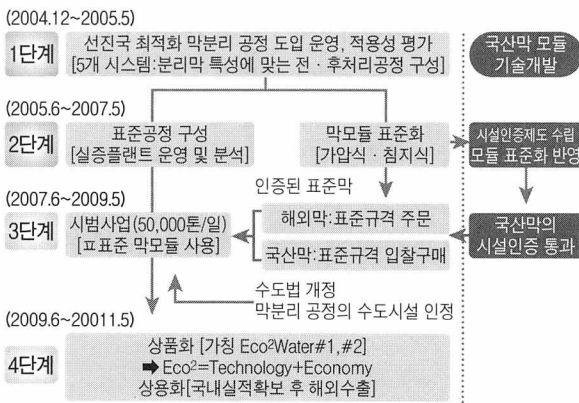 (2004.12~2005.5)
1단계
선진국 최적화 막분리 공정 도입 운영, 적용성 평가
[5개 시스템:분리막 특성에 맞는 전·후처리공정 구성]
국산막 모듈
기술개발
(2005.6~2007.5)
2단계
표준공정 구성
[실증플랜트 운영 및 분석]
막모듈 표준화
[가압식·침지식]
시설인증제도 수립
모듈 표준화 반영
인증된 표준막
(2007.6~2009.5)
3단계
시범사업(50,000톤/일)
[ㅍ표준 막모듈 사용]
해외막:표준규격 주문
국산막:표준규격 입찰구매
국산막의
시설인증 통과
수도법 개정
막분리 공정의 수도시설 인정
(2009.6~20011.5)
4단계
상품화 [가칭 Eco²Water#1,#2]
➡ Eco²=Technology+Economy
상용화[국내실적확보 후 해외수출]